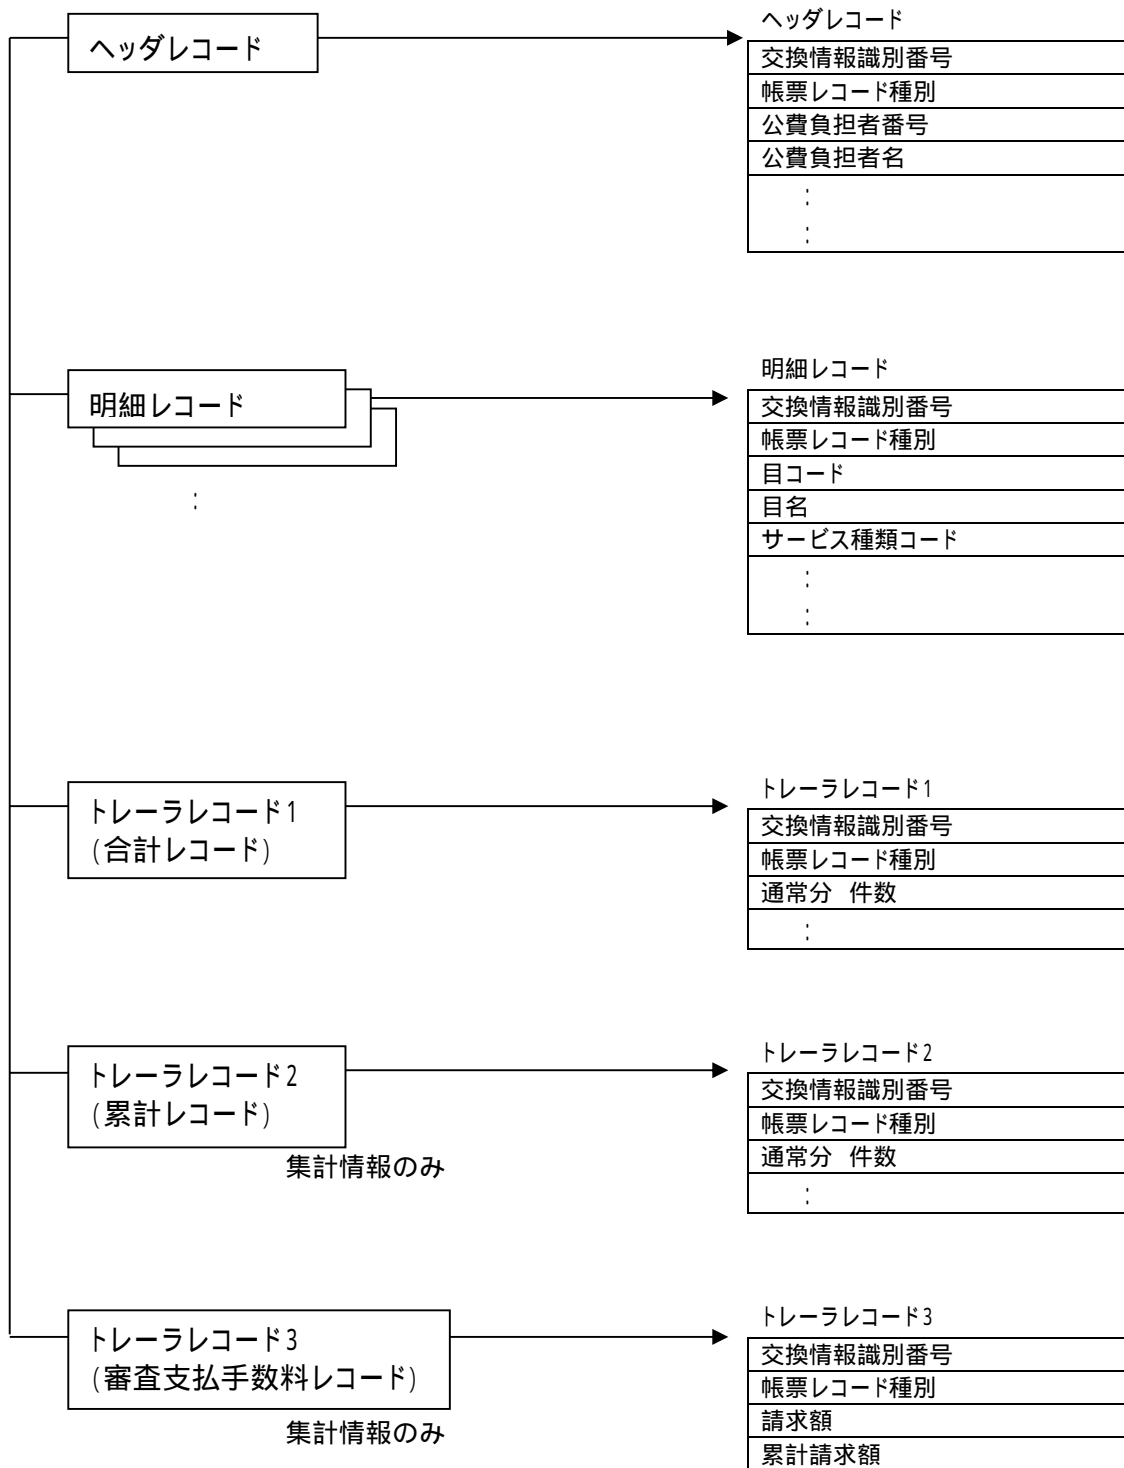 ヘッダレコード
ヘッダレコード
交換情報識別番号
帳票レコード種別
公費負担者番号
公費負担者名
:
:
明細レコード
:
明細レコード
交換情報識別番号
帳票レコード種別
目コード
目名
サービス種類コード
:
:
トレーラレコード1
(合計レコード)
トレーラレコード1
交換情報識別番号
帳票レコード種別
通常分 件数
:
トレーラレコード2
(累計レコード)
集計情報のみ
トレーラレコード2
交換情報識別番号
帳票レコード種別
通常分 件数
:
トレーラレコード3
(審査支払手数料レコード)
集計情報のみ
トレーラレコード3
交換情報識別番号
帳票レコード種別
請求額
累計請求額